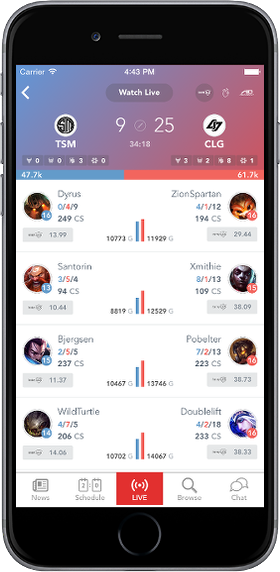 Carrier 4:43 PM
Watch Live
9 25
TSM 34:18 CLG
0 0 3 0 3 2 8 1
47.7k 61.7k
Dyrus ZionSpartan
0/4/9 4/1/12
249 CS 194 CS
16 16
13.99 10773 G 11929 G 29.44
Santorin Xmithie
3/5/4 8/1/13
94 CS 109 CS
13 15
10.44 8819 G 12529 G 38.09
Bjergsen Pobelter
2/5/5 7/2/13
237 CS 223 CS
15 16
11.37 10467 G 13746 G 38.73
WildTurtle Doublelift
4/7/5 4/2/18
206 CS 233 CS
14 16
14.06 10702 G 14067 G 38.33
News Schedule LIVE Browse Chat